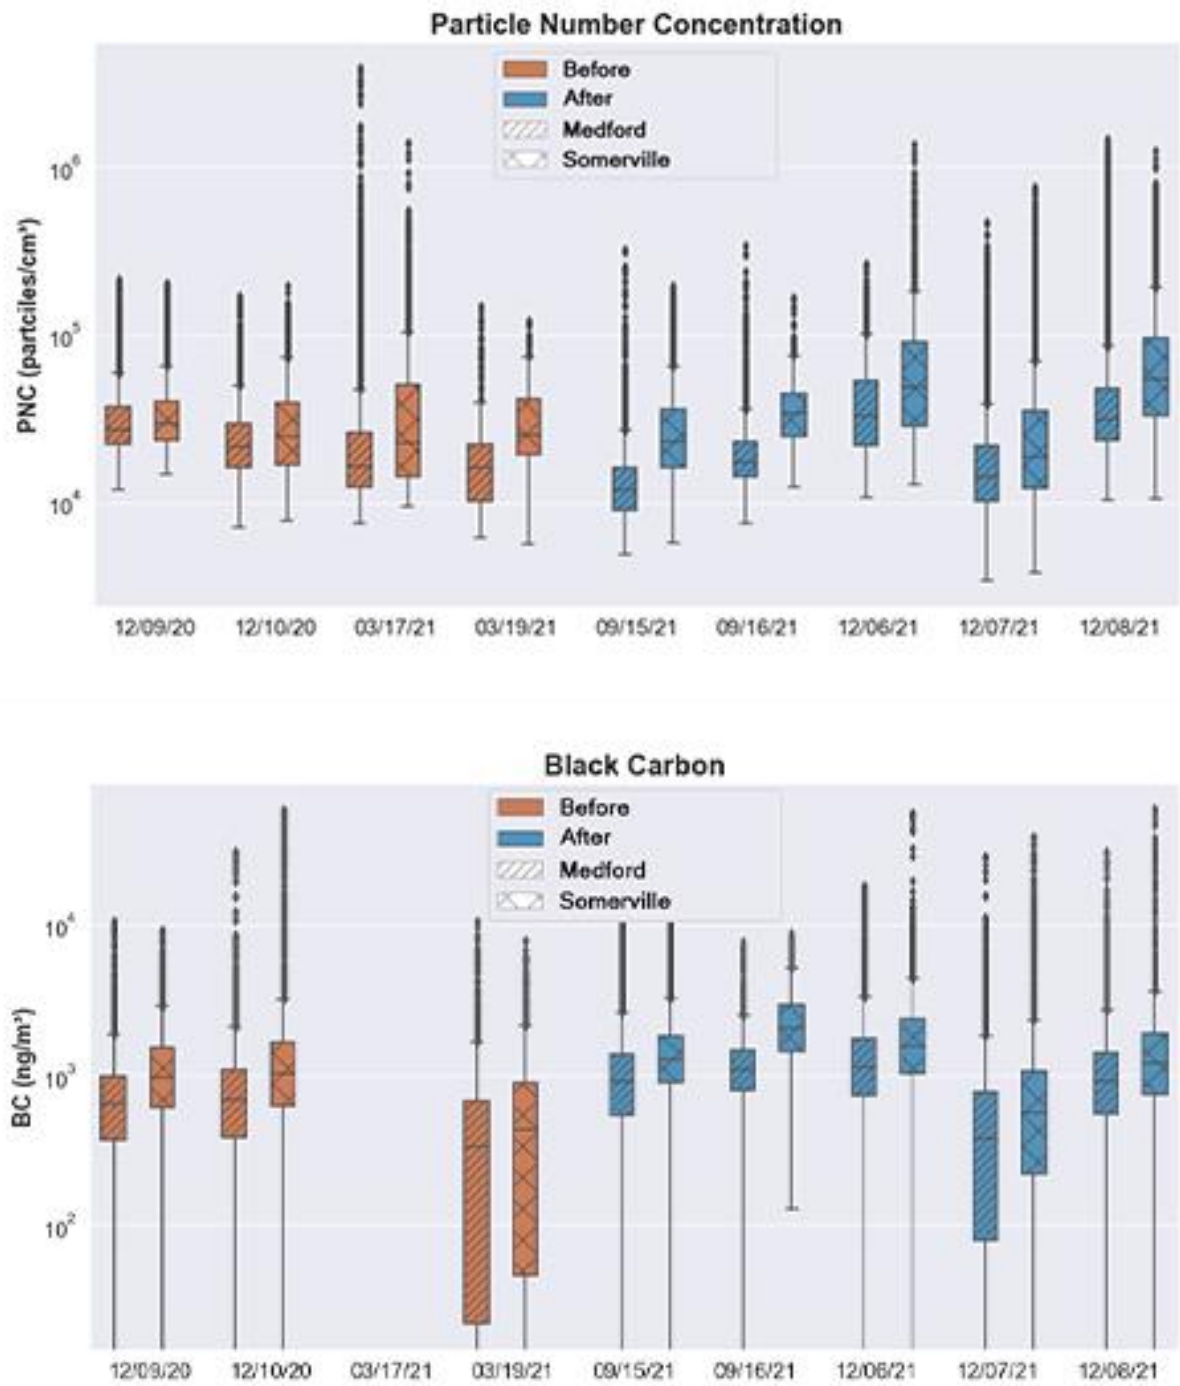 Particle Number Concentration
Before
After
Medford
Somerville
10⁶
10⁵
10⁴
PNC (partciles/cm³)
12/09/20 12/10/20 03/17/21 03/19/21 09/15/21 09/16/21 12/06/21 12/07/21 12/08/21
Black Carbon
Before
After
Medford
Somerville
10⁴
10³
10²
BC (ng/m³)
12/09/20 12/10/20 03/17/21 03/19/21 09/15/21 09/16/21 12/06/21 12/07/21 12/08/21